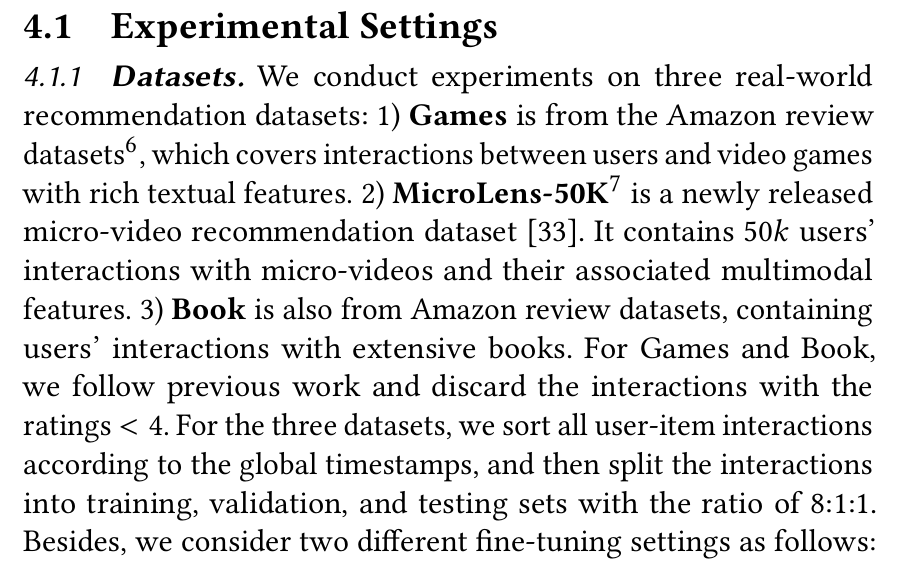 4.1 Experimental Settings
4.1.1 Datasets. We conduct experiments on three real-world
recommendation datasets: 1) Games is from the Amazon review
datasets6, which covers interactions between users and video games
with rich textual features. 2) MicroLens-50K7 is a newly released
micro-video recommendation dataset [33]. It contains 50k users’
interactions with micro-videos and their associated multimodal
features. 3) Book is also from Amazon review datasets, containing
users’ interactions with extensive books. For Games and Book,
we follow previous work and discard the interactions with the
ratings < 4. For the three datasets, we sort all user-item interactions
according to the global timestamps, and then split the interactions
into training, validation, and testing sets with the ratio of 8:1:1.
Besides, we consider two different fine-tuning settings as follows: